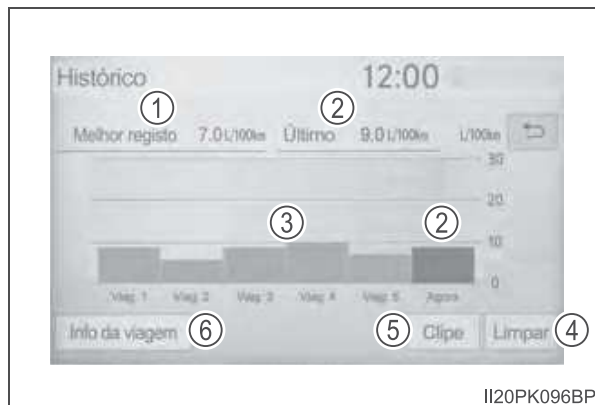 Histórico 12:00
① ②
Melhor registo 7.0 L/100km Último 9.0 L/100km L/100km
30
20
③ ②
10
0
Viag. 1 Viag. 2 Viag. 3 Viag. 4 Viag. 5 Agora
Info da viagem ⑥ ⑤ Clipe Limpar ④
II20PK096BP